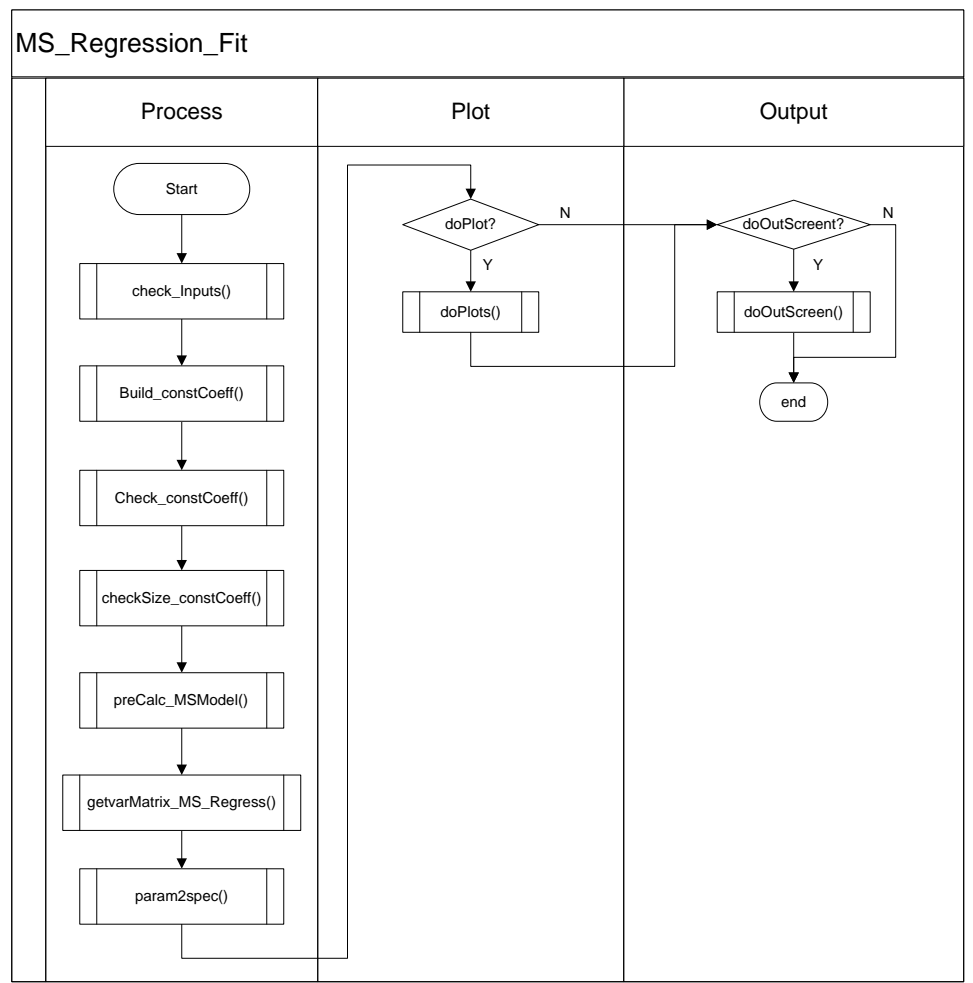 MS_Regression_Fit
Process
Plot
Output
Start
check_Inputs()
Build_constCoeff()
Check_constCoeff()
checkSize_constCoeff()
preCalc_MSModel()
getvarMatrix_MS_Regress()
param2spec()
doPlot?
N
Y
doPlots()
doOutScreent?
N
Y
doOutScreen()
end